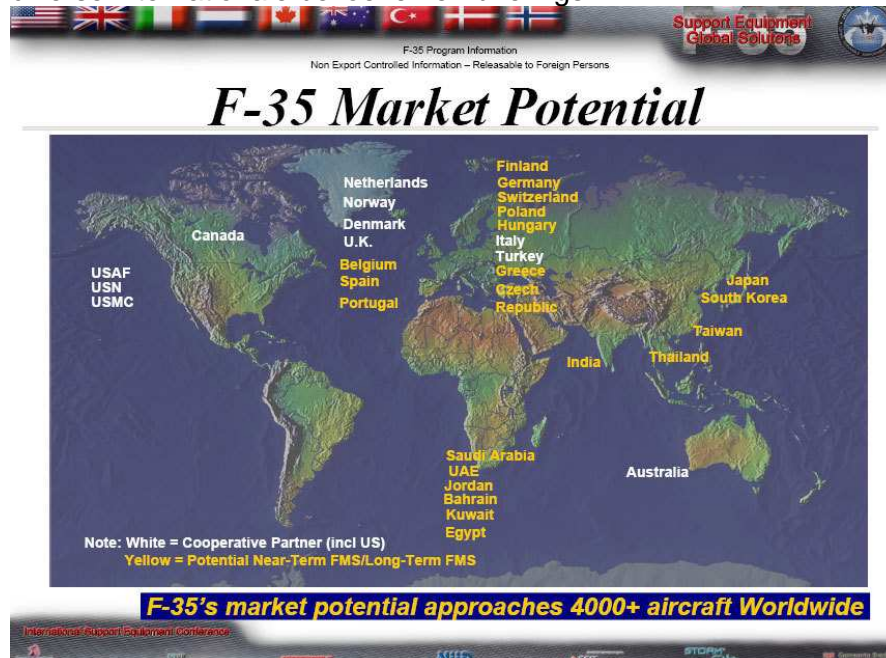 Support Equipment
Global Solutions
F-35 Program Information
Non Export Controlled Information – Releasable to Foreign Persons
F-35 Market Potential
Canada
USAF
USN
USMC
Netherlands
Norway
Denmark
U.K.
Belgium
Spain
Portugal
Finland
Germany
Switzerland
Poland
Hungary
Italy
Turkey
Greece
Czech
Republic
Japan
South Korea
Taiwan
Thailand
India
Saudi Arabia
UAE
Jordan
Bahrain
Kuwait
Egypt
Australia
Note: White = Cooperative Partner (incl US)
Yellow = Potential Near-Term FMS/Long-Term FMS
F-35's market potential approaches 4000+ aircraft Worldwide
International Support Equipment Conference